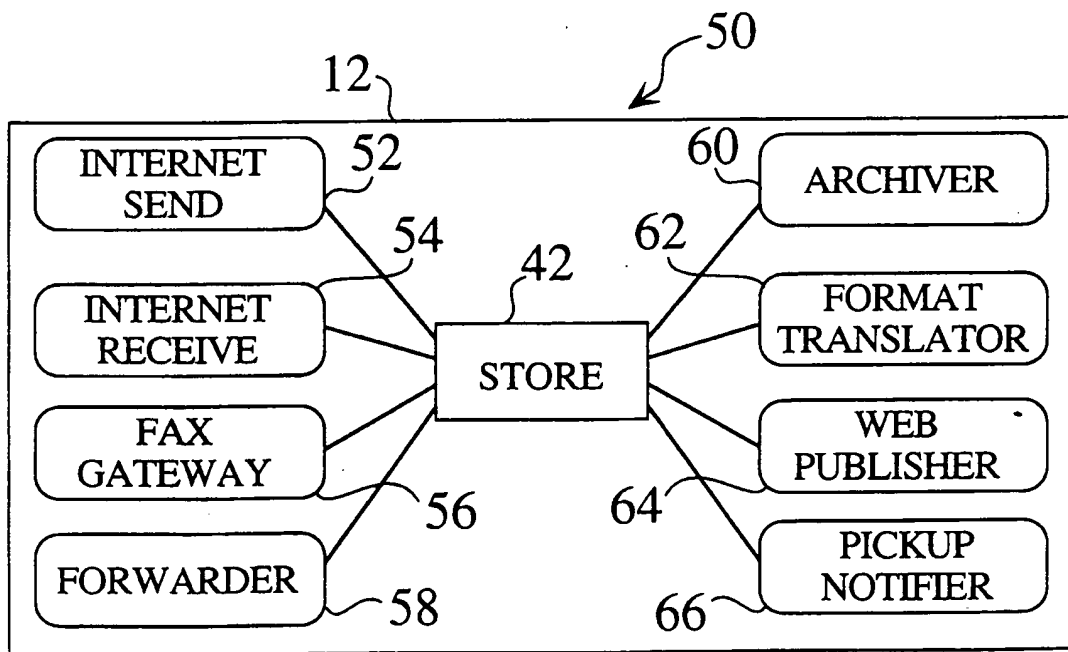 50
12
INTERNET
SEND
52
60
ARCHIVER
54
62
INTERNET
RECEIVE
42
STORE
FORMAT
TRANSLATOR
FAX
GATEWAY
56
64
WEB
PUBLISHER
FORWARDER
58
66
PICKUP
NOTIFIER